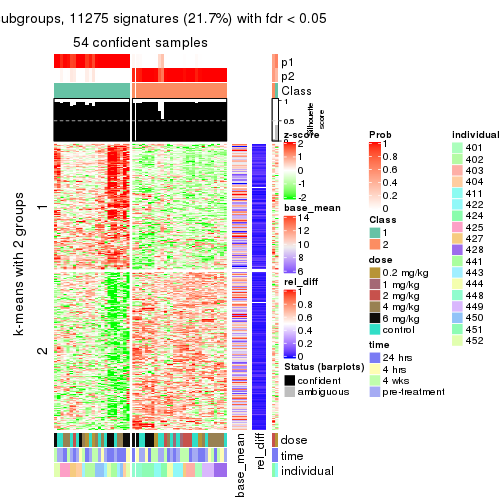 subgroups, 11275 signatures (21.7%) with fdr < 0.05
54 confident samples
p1
p2
Class
1
0.5
0
Silhouette
score
k-means with 2 groups
1
2
z-score
2
1
0
-1
-2
base_mean
14
12
10
8
6
rel_diff
1
0.8
0.6
0.4
0.2
0
Status (barplots)
confident
ambiguous
Prob
1
0.8
0.6
0.4
0.2
0
Class
1
2
dose
0.2 mg/kg
1 mg/kg
2 mg/kg
4 mg/kg
6 mg/kg
control
time
24 hrs
4 hrs
4 wks
pre-treatment
individual
401
402
403
404
411
422
424
425
427
428
441
443
444
448
449
450
451
452
dose
time
individual
base_mean
rel_diff